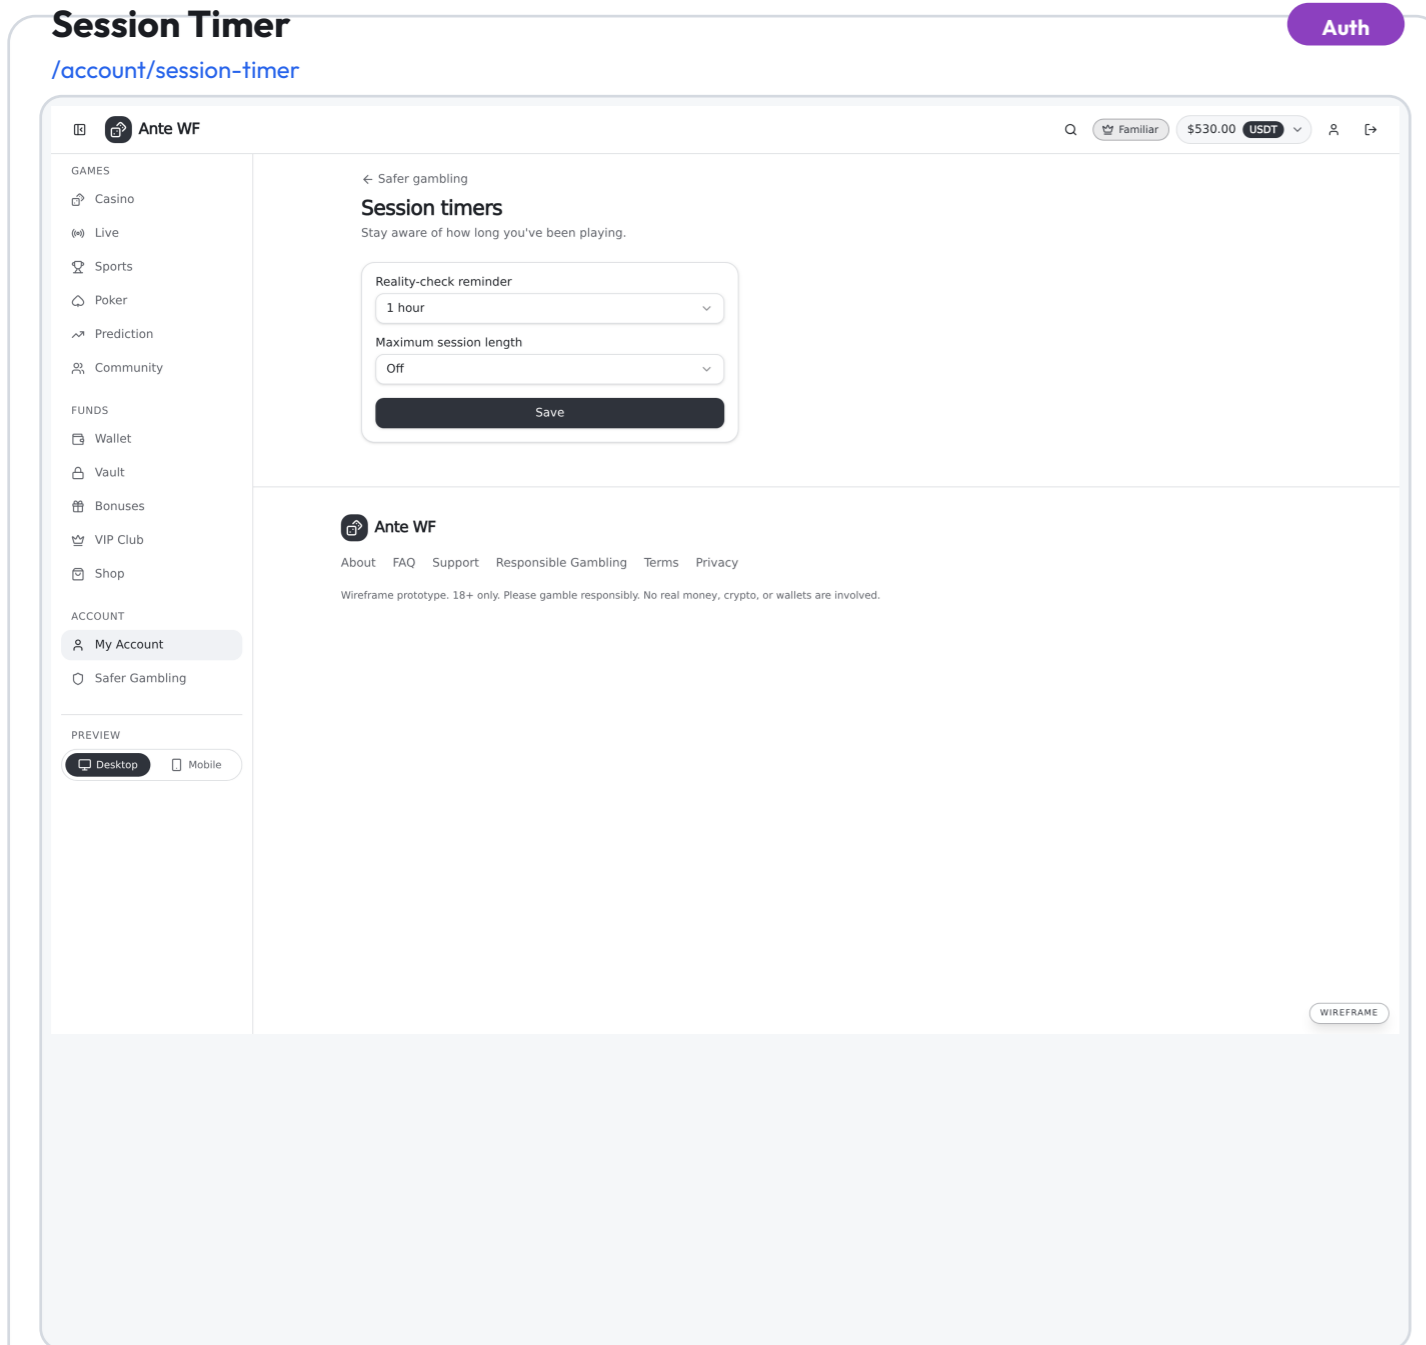 Session Timer
Auth
/account/session-timer
Ante WF
Familiar
$530.00 USDT
GAMES
Casino
Live
Sports
Poker
Prediction
Community
FUNDS
Wallet
Vault
Bonuses
VIP Club
Shop
ACCOUNT
My Account
Safer Gambling
PREVIEW
Desktop
Mobile
← Safer gambling
Session timers
Stay aware of how long you've been playing.
Reality-check reminder
1 hour
Maximum session length
Off
Save
Ante WF
About FAQ Support Responsible Gambling Terms Privacy
Wireframe prototype. 18+ only. Please gamble responsibly. No real money, crypto, or wallets are involved.
WIREFRAME